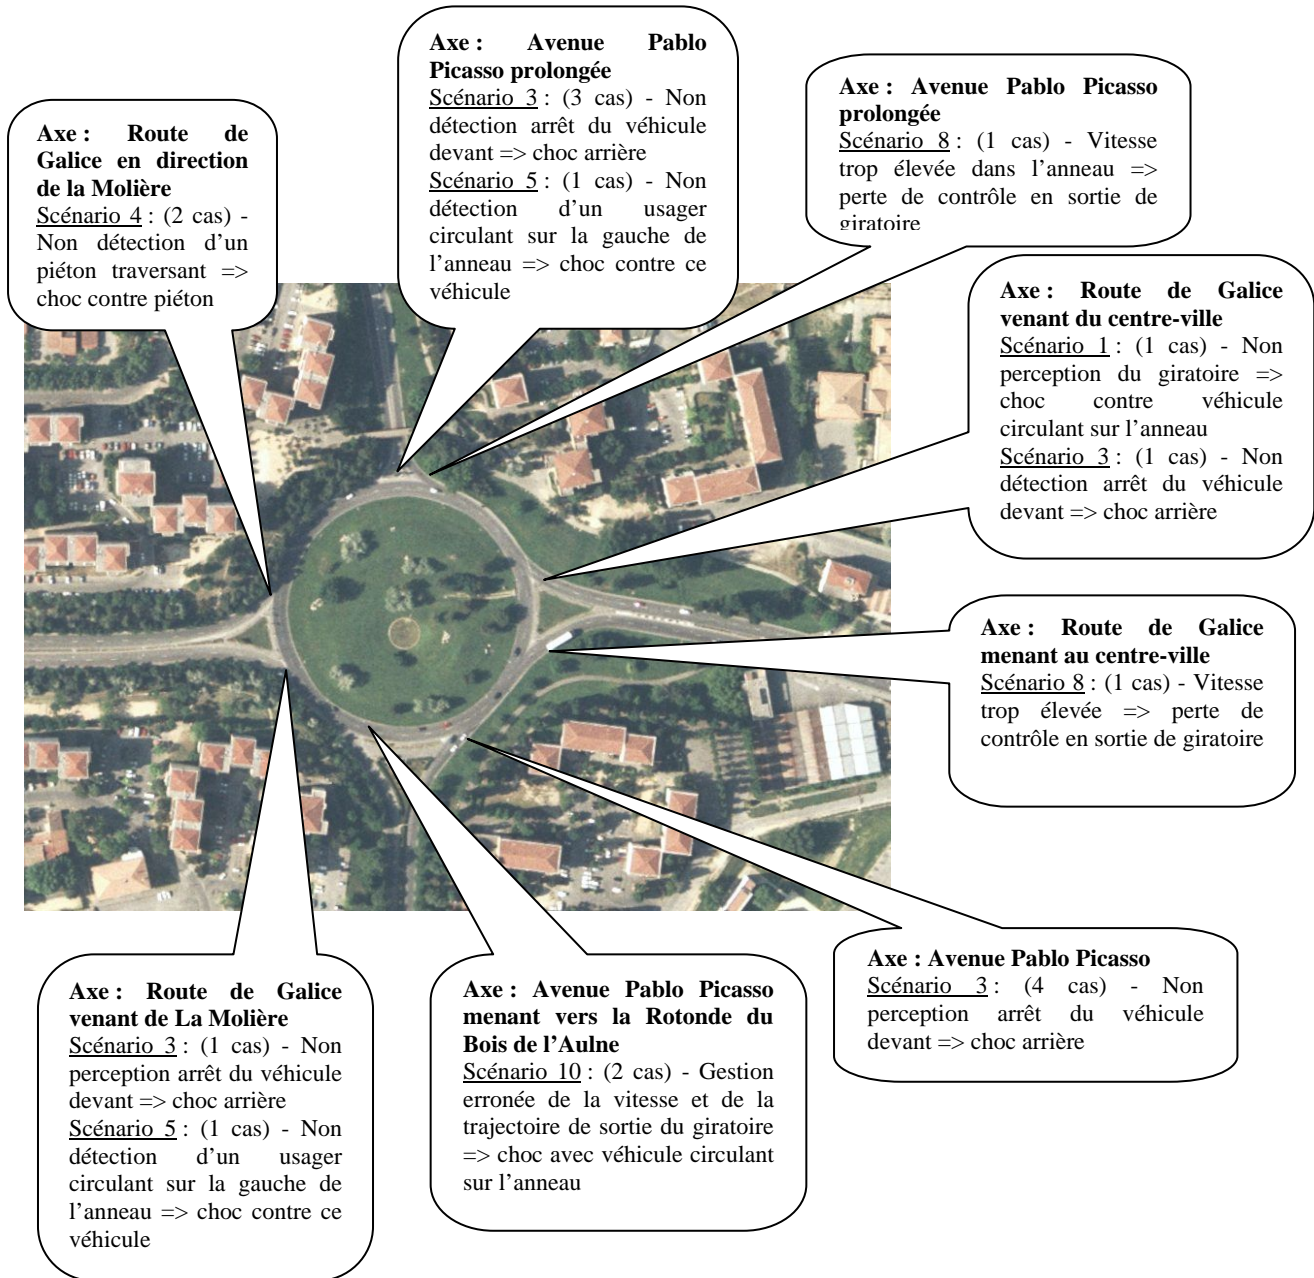 Axe : Avenue Pablo
Picasso prolongée
Scénario 3 : (3 cas) - Non
détection arrêt du véhicule
devant => choc arrière
Scénario 5 : (1 cas) - Non
détection d’un usager
circulant sur la gauche de
l’anneau => choc contre ce
véhicule
Axe : Avenue Pablo Picasso
prolongée
Scénario 8 : (1 cas) - Vitesse
trop élevée dans l’anneau =>
perte de contrôle en sortie de
giratoire
Axe : Route de
Galice en direction
de la Molière
Scénario 4 : (2 cas) -
Non détection d’un
piéton traversant =>
choc contre piéton
Axe : Route de Galice
venant du centre-ville
Scénario 1 : (1 cas) - Non
perception du giratoire =>
choc contre véhicule
circulant sur l’anneau
Scénario 3 : (1 cas) - Non
détection arrêt du véhicule
devant => choc arrière
Axe : Route de Galice
menant au centre-ville
Scénario 8 : (1 cas) - Vitesse
trop élevée => perte de
contrôle en sortie de giratoire
Axe : Avenue Pablo Picasso
Scénario 3 : (4 cas) - Non
perception arrêt du véhicule
devant => choc arrière
Axe : Route de Galice
venant de La Molière
Scénario 3 : (1 cas) - Non
perception arrêt du véhicule
devant => choc arrière
Scénario 5 : (1 cas) - Non
détection d’un usager
circulant sur la gauche de
l’anneau => choc contre ce
véhicule
Axe : Avenue Pablo Picasso
menant vers la Rotonde du
Bois de l’Aulne
Scénario 10 : (2 cas) - Gestion
erronée de la vitesse et de la
trajectoire de sortie du giratoire
=> choc avec véhicule circulant
sur l’anneau